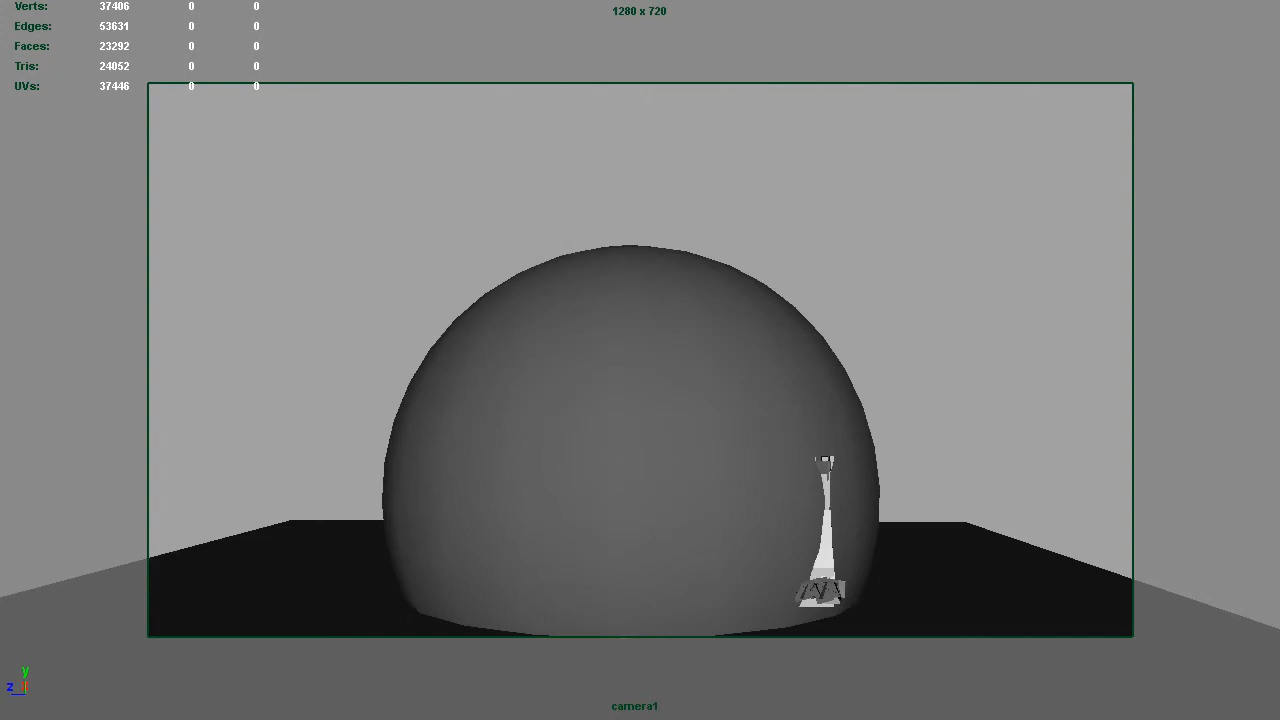 Verts: 37406 0 0
1280 x 720
Edges: 53631 0 0
Faces: 23292 0 0
Tris: 24052 0 0
UVs: 37446 0 0
y
z
camera1